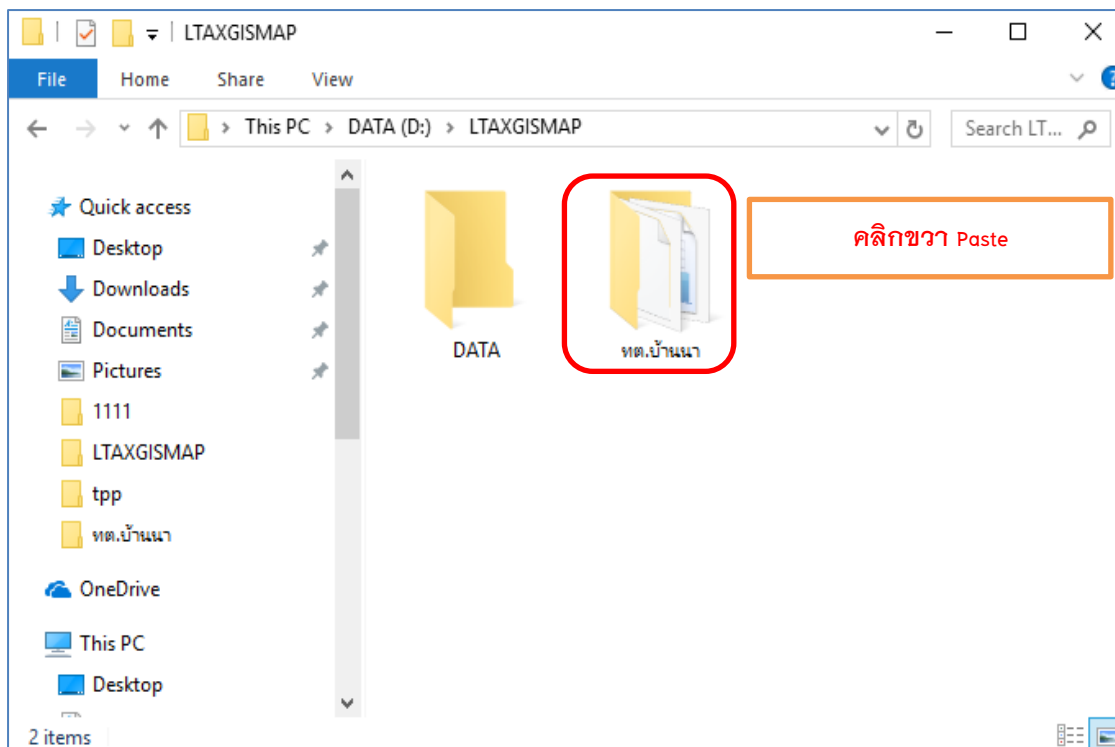 LTAXGISMAP
File Home Share View
This PC > DATA (D:) > LTAXGISMAP
Search LT...
Quick access
Desktop
Downloads
Documents
Pictures
1111
LTAXGISMAP
tpp
ทต.บ้านนา
OneDrive
This PC
Desktop
DATA
ทต.บ้านนา
คลิกขวา Paste
2 items